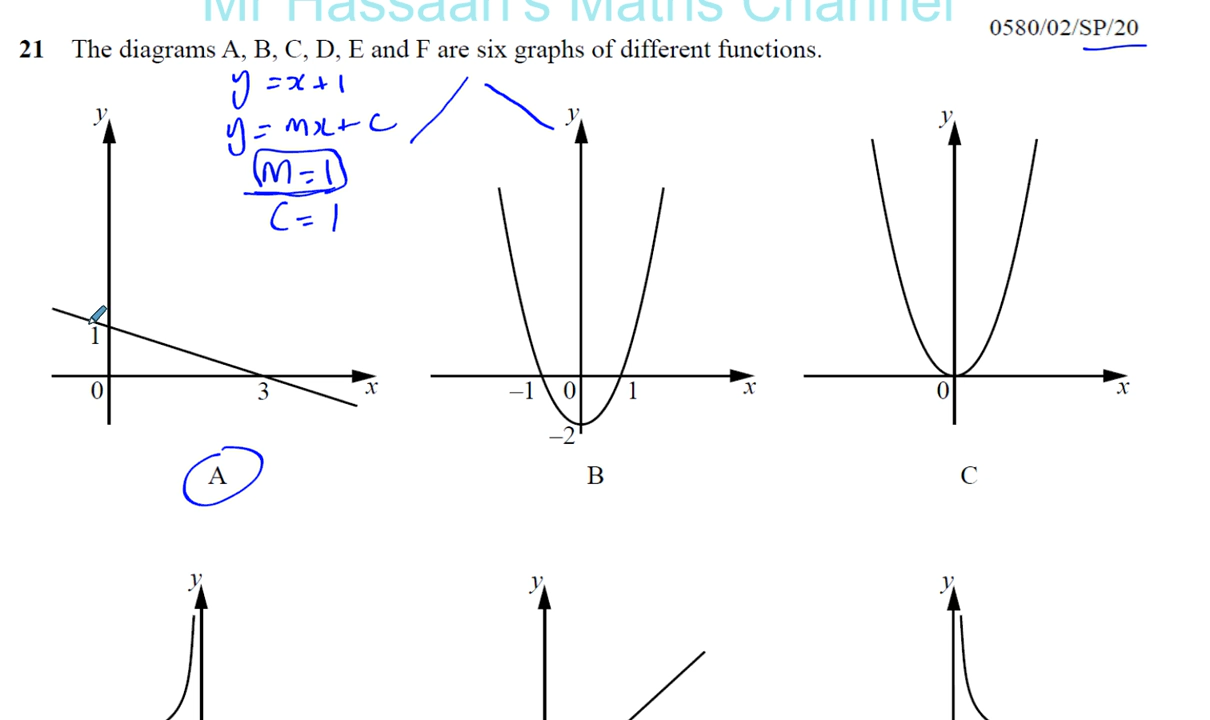 Mr Hassaan's Maths Channel
0580/02/SP/20
21 The diagrams A, B, C, D, E and F are six graphs of different functions.
y = x + 1
y = mx + c
m = 1
c = 1
y
1
0
3
x
A
y
−1
0
1
x
−2
B
y
0
x
C
y
y
y